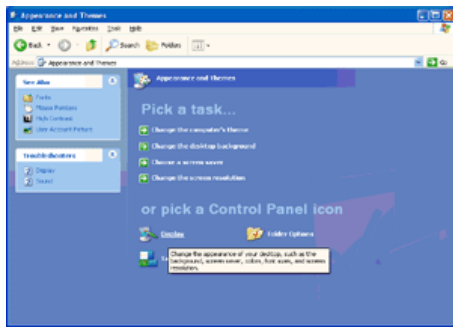 Appearance and Themes
File Edit View Favorites Tools Help
Back Search Folders
Address Appearance and Themes Go
See Also
Fonts
Mouse Pointers
High Contrast
User Account Picture
Troubleshooters
Display
Sound
Appearance and Themes
Pick a task...
Change the computer's theme
Change the desktop background
Choose a screen saver
Change the screen resolution
or pick a Control Panel icon
Display Folder Options
Change the appearance of your desktop, such as the
background, screen saver, colors, font sizes, and screen
resolution.